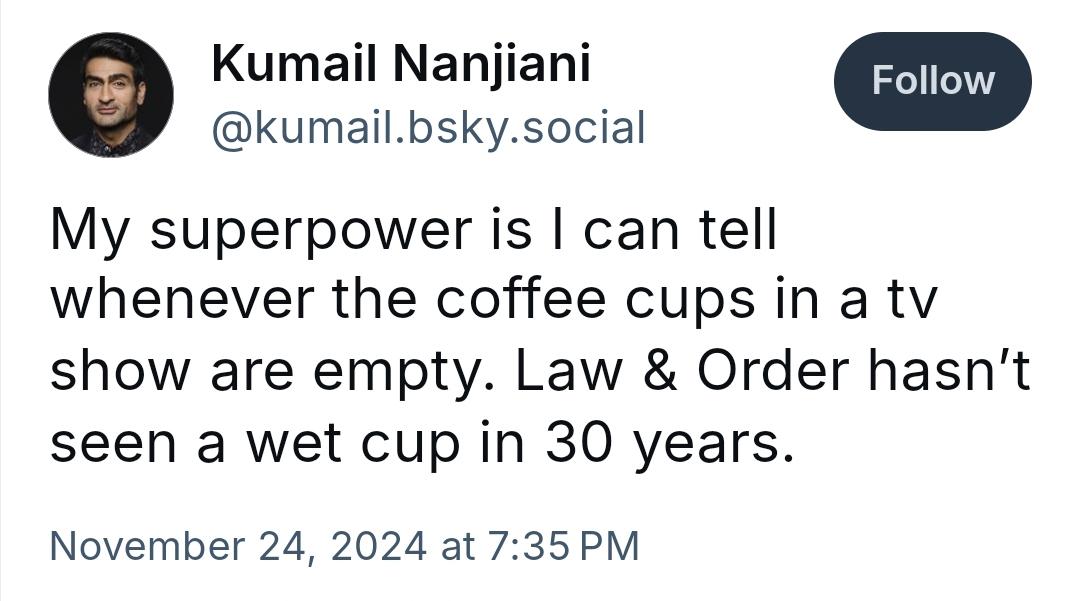 Kumail Nanjiani
@kumail.bsky.social
Follow
My superpower is I can tell
whenever the coffee cups in a tv
show are empty. Law & Order hasn’t
seen a wet cup in 30 years.
November 24, 2024 at 7:35 PM